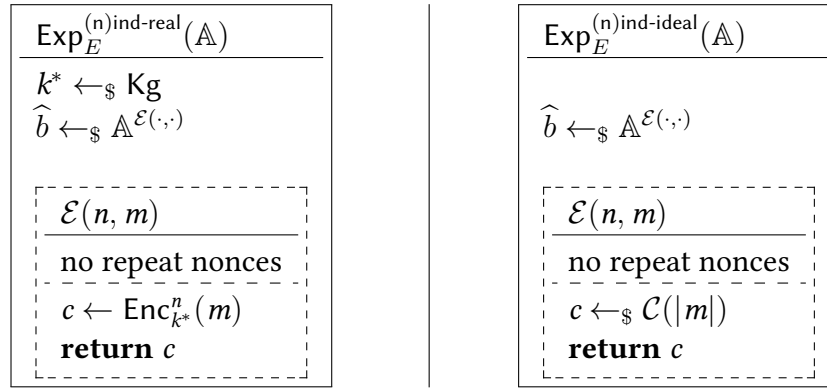 Exp_E^{(n)ind-real}(𝔸)
k* ←$ Kg
b̂ ←$ 𝔸^{ℰ(·,·)}
ℰ(n, m)
no repeat nonces
c ← Enc_{k*}^n(m)
return c
Exp_E^{(n)ind-ideal}(𝔸)
b̂ ←$ 𝔸^{ℰ(·,·)}
ℰ(n, m)
no repeat nonces
c ←$ 𝒞(|m|)
return c